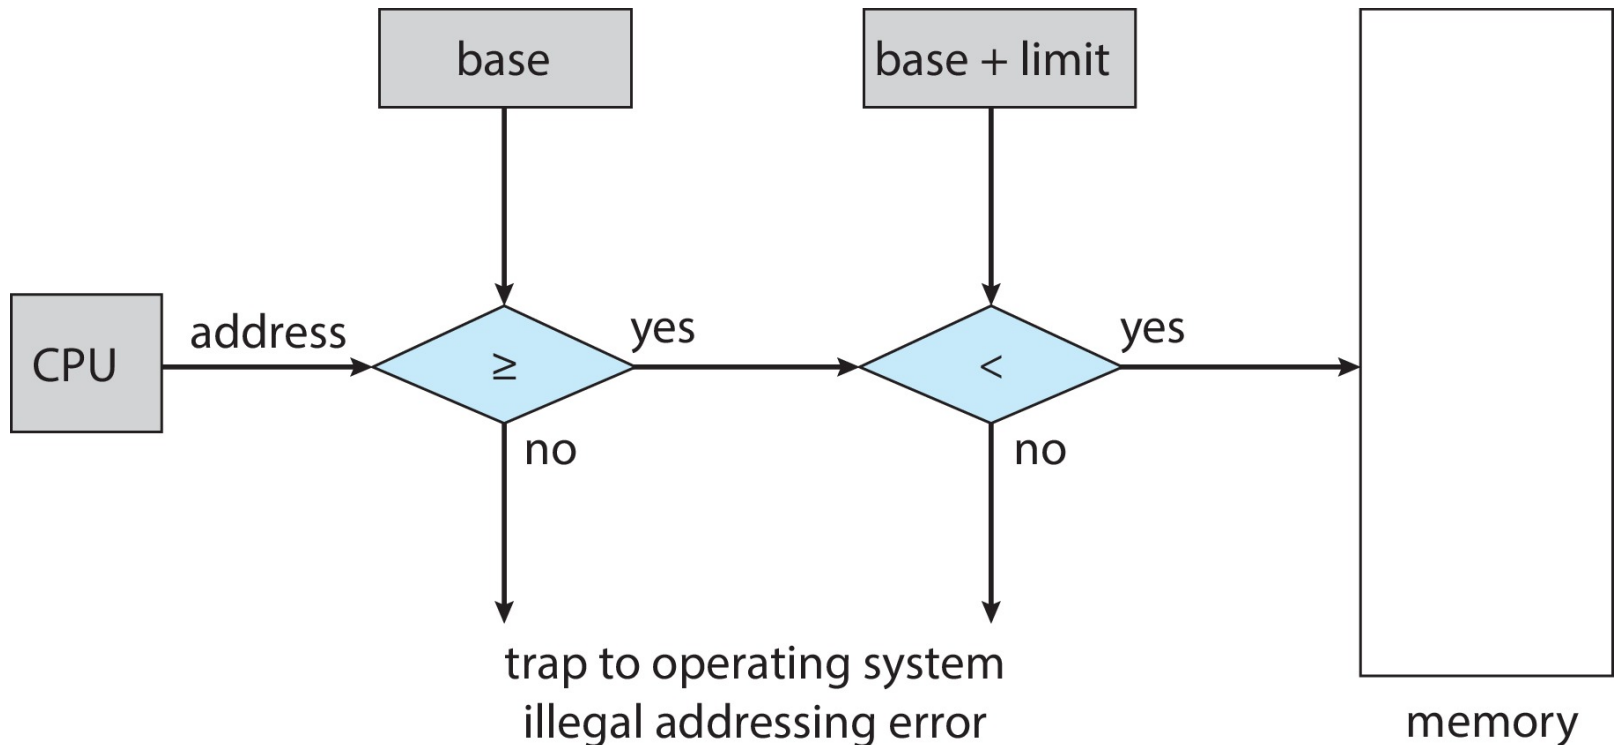 base
base + limit
CPU
address
≥
yes
<
yes
no
no
trap to operating system
illegal addressing error
memory